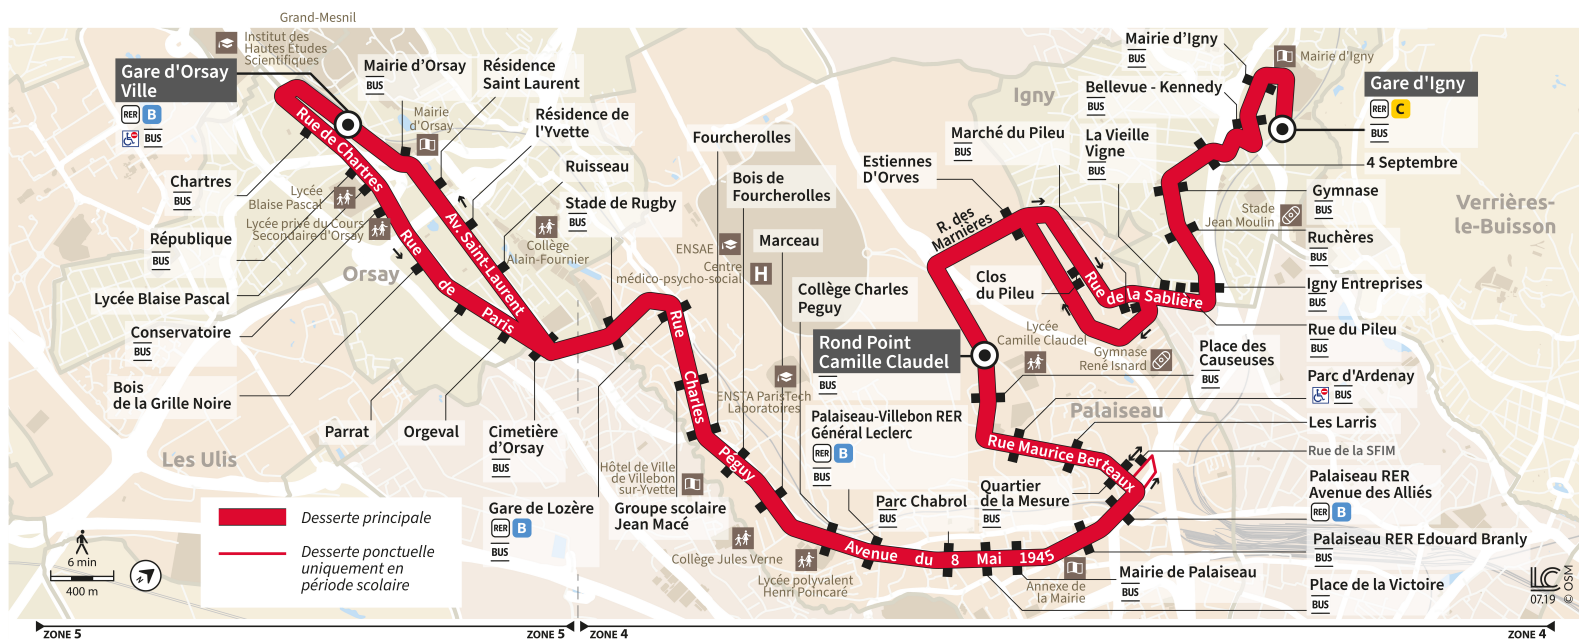 Grand-Mesnil
Institut des
Hautes Études
Scientifiques
Gare d'Orsay
Ville
RER B
BUS
Mairie d'Orsay
BUS
Résidence
Saint Laurent
Mairie
d'Orsay
Résidence de
l'Yvette
Ruisseau
Stade de Rugby
BUS
Collège
Alain-Fournier
Rue de Chartres
Av. Saint-Laurent
Rue
de
Paris
Chartres
BUS
Lycée
Blaise Pascal
Lycée privé du Cours
Secondaire d'Orsay
République
BUS
Orsay
Lycée Blaise Pascal
Conservatoire
BUS
Bois
de la Grille Noire
Parrat
Orgeval
Cimetière
d'Orsay
BUS
Les Ulis
Gare de Lozère
RER B
BUS
Desserte principale
Desserte ponctuelle
uniquement en
période scolaire
6 min
400 m
Fourcherolles
Bois de
Fourcherolles
Marceau
ENSAE
Centre
médico-psycho-social
H
Collège Charles
Peguy
Rue
Charles
Péguy
ENSTA ParisTech
Laboratoires
Hôtel de Ville
de Villebon
sur-Yvette
Groupe scolaire
Jean Macé
Collège Jules Verne
Lycée polyvalent
Henri Poincaré
Rond Point
Camille Claudel
BUS
Palaiseau-Villebon RER
Général Leclerc
RER B
BUS
Parc Chabrol
BUS
Avenue du 8 Mai 1945
Quartier
de la Mesure
BUS
Rue Maurice Berteaux
Annexe de
la Mairie
Mairie de Palaiseau
BUS
Palaiseau
Estiennes
D'Orves
R. des
Marnières
Marché du Pileu
BUS
Clos
du Pileu
Rue
de la Sablière
Lycée
Camille Claudel
Gymnase
René Isnard
La Vieille
Vigne
BUS
Igny
Bellevue - Kennedy
BUS
Mairie d'Igny
BUS
Mairie d'Igny
Gare d'Igny
RER C
BUS
4 Septembre
Gymnase
BUS
Stade
Jean Moulin
Verrières-
le-Buisson
Ruchères
BUS
Igny Entreprises
BUS
Rue du Pileu
BUS
Place des
Causeuses
BUS
Parc d'Ardenay
BUS
Les Larris
Rue de la SFIM
Palaiseau RER
Avenue des Alliés
RER B
BUS
Palaiseau RER Edouard Branly
BUS
Place de la Victoire
BUS
LC
07.19
© OSM
ZONE 5
ZONE 5
ZONE 4
ZONE 4